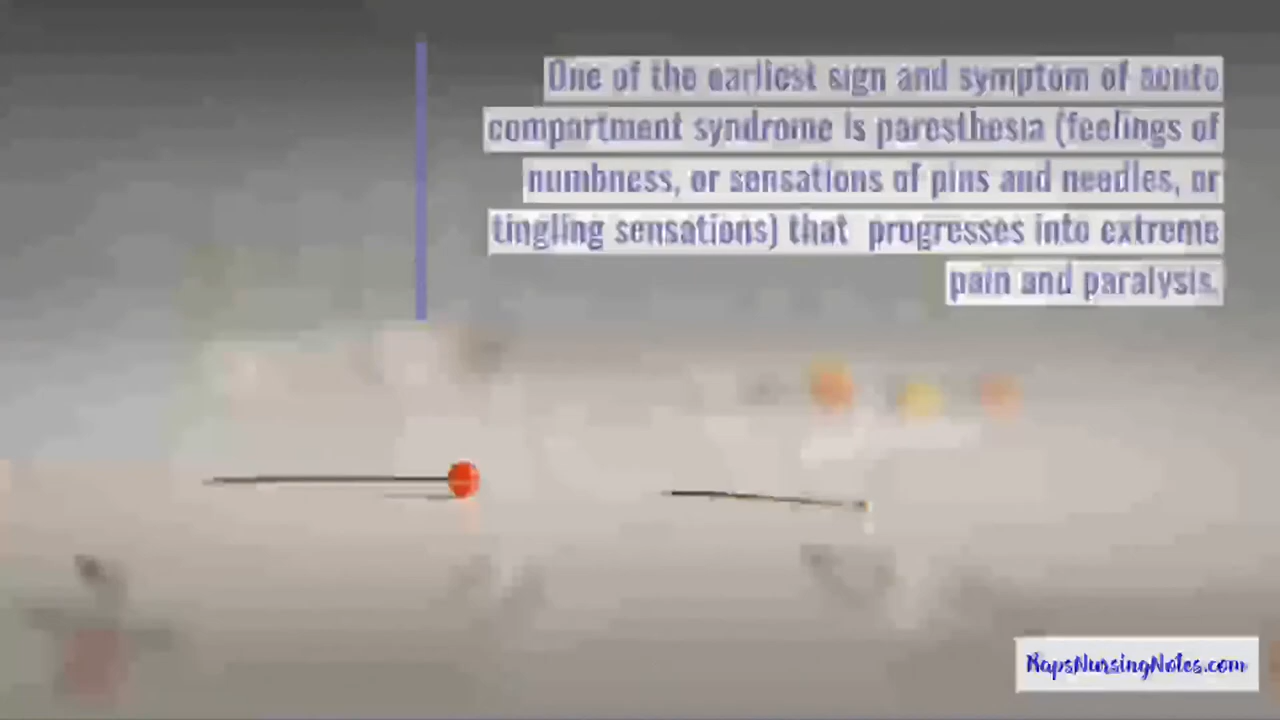 One of the earliest sign and symptom of acute
compartment syndrome is paresthesia (feelings of
numbness, or sensations of pins and needles, or
tingling sensations) that progresses into extreme
pain and paralysis.
RapsNursingNotes.com